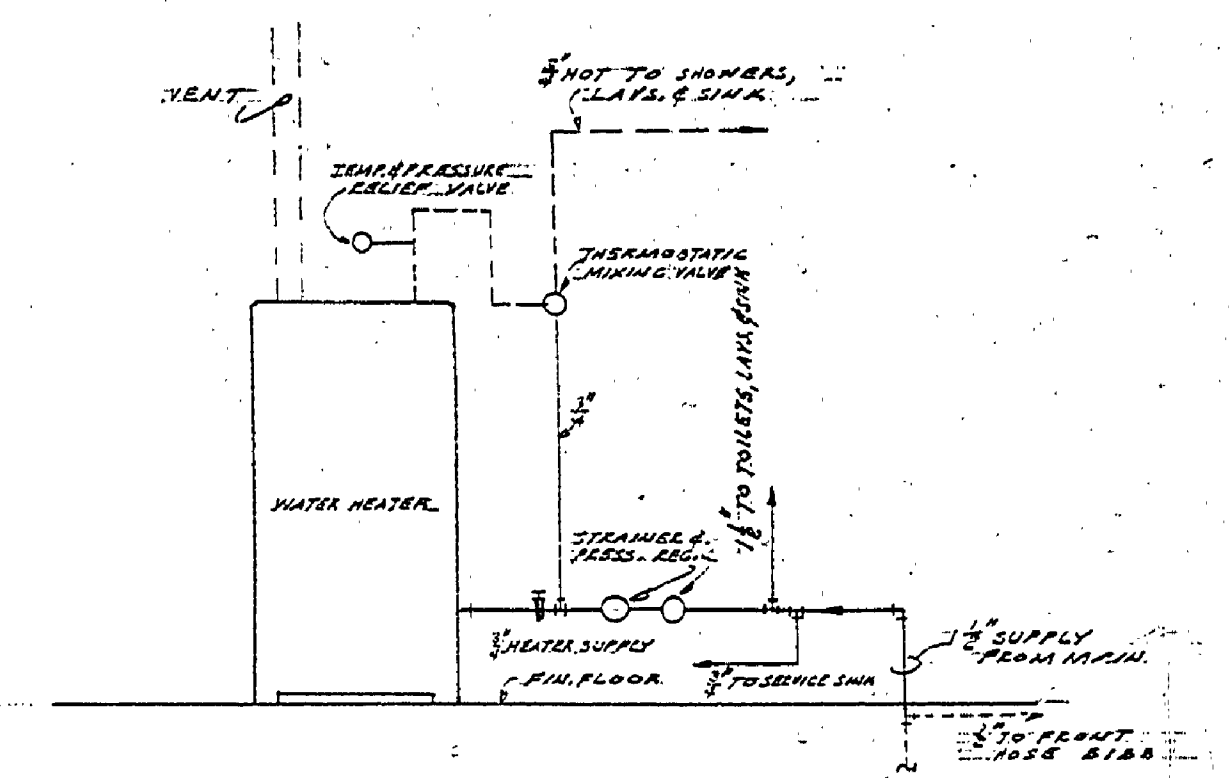 3/4" HOT TO SHOWERS,
LAVS. & SINK
VENT
TEMP. & PRESSURE
RELIEF VALVE
THERMOSTATIC
MIXING VALVE
1 1/2" TO TOILETS, LAVS. & SINK
3/4"
WATER HEATER
STRAINER &
PRESS. REG.
3/4" HEATER SUPPLY
FIN. FLOOR
3/4" TO SERVICE SINK
1 1/2" SUPPLY
FROM MAIN.
TO FRONT
HOSE BIBB